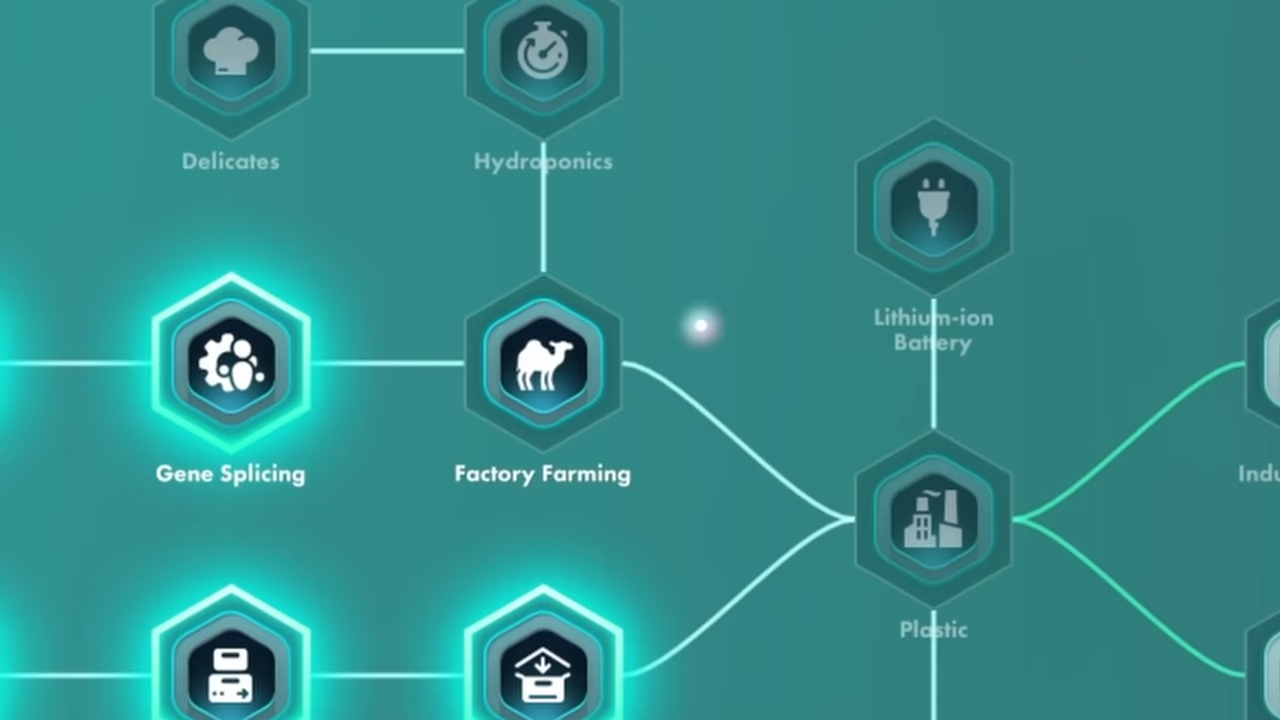 Delicates
Hydroponics
Lithium-ion
Battery
Gene Splicing
Factory Farming
Plastic